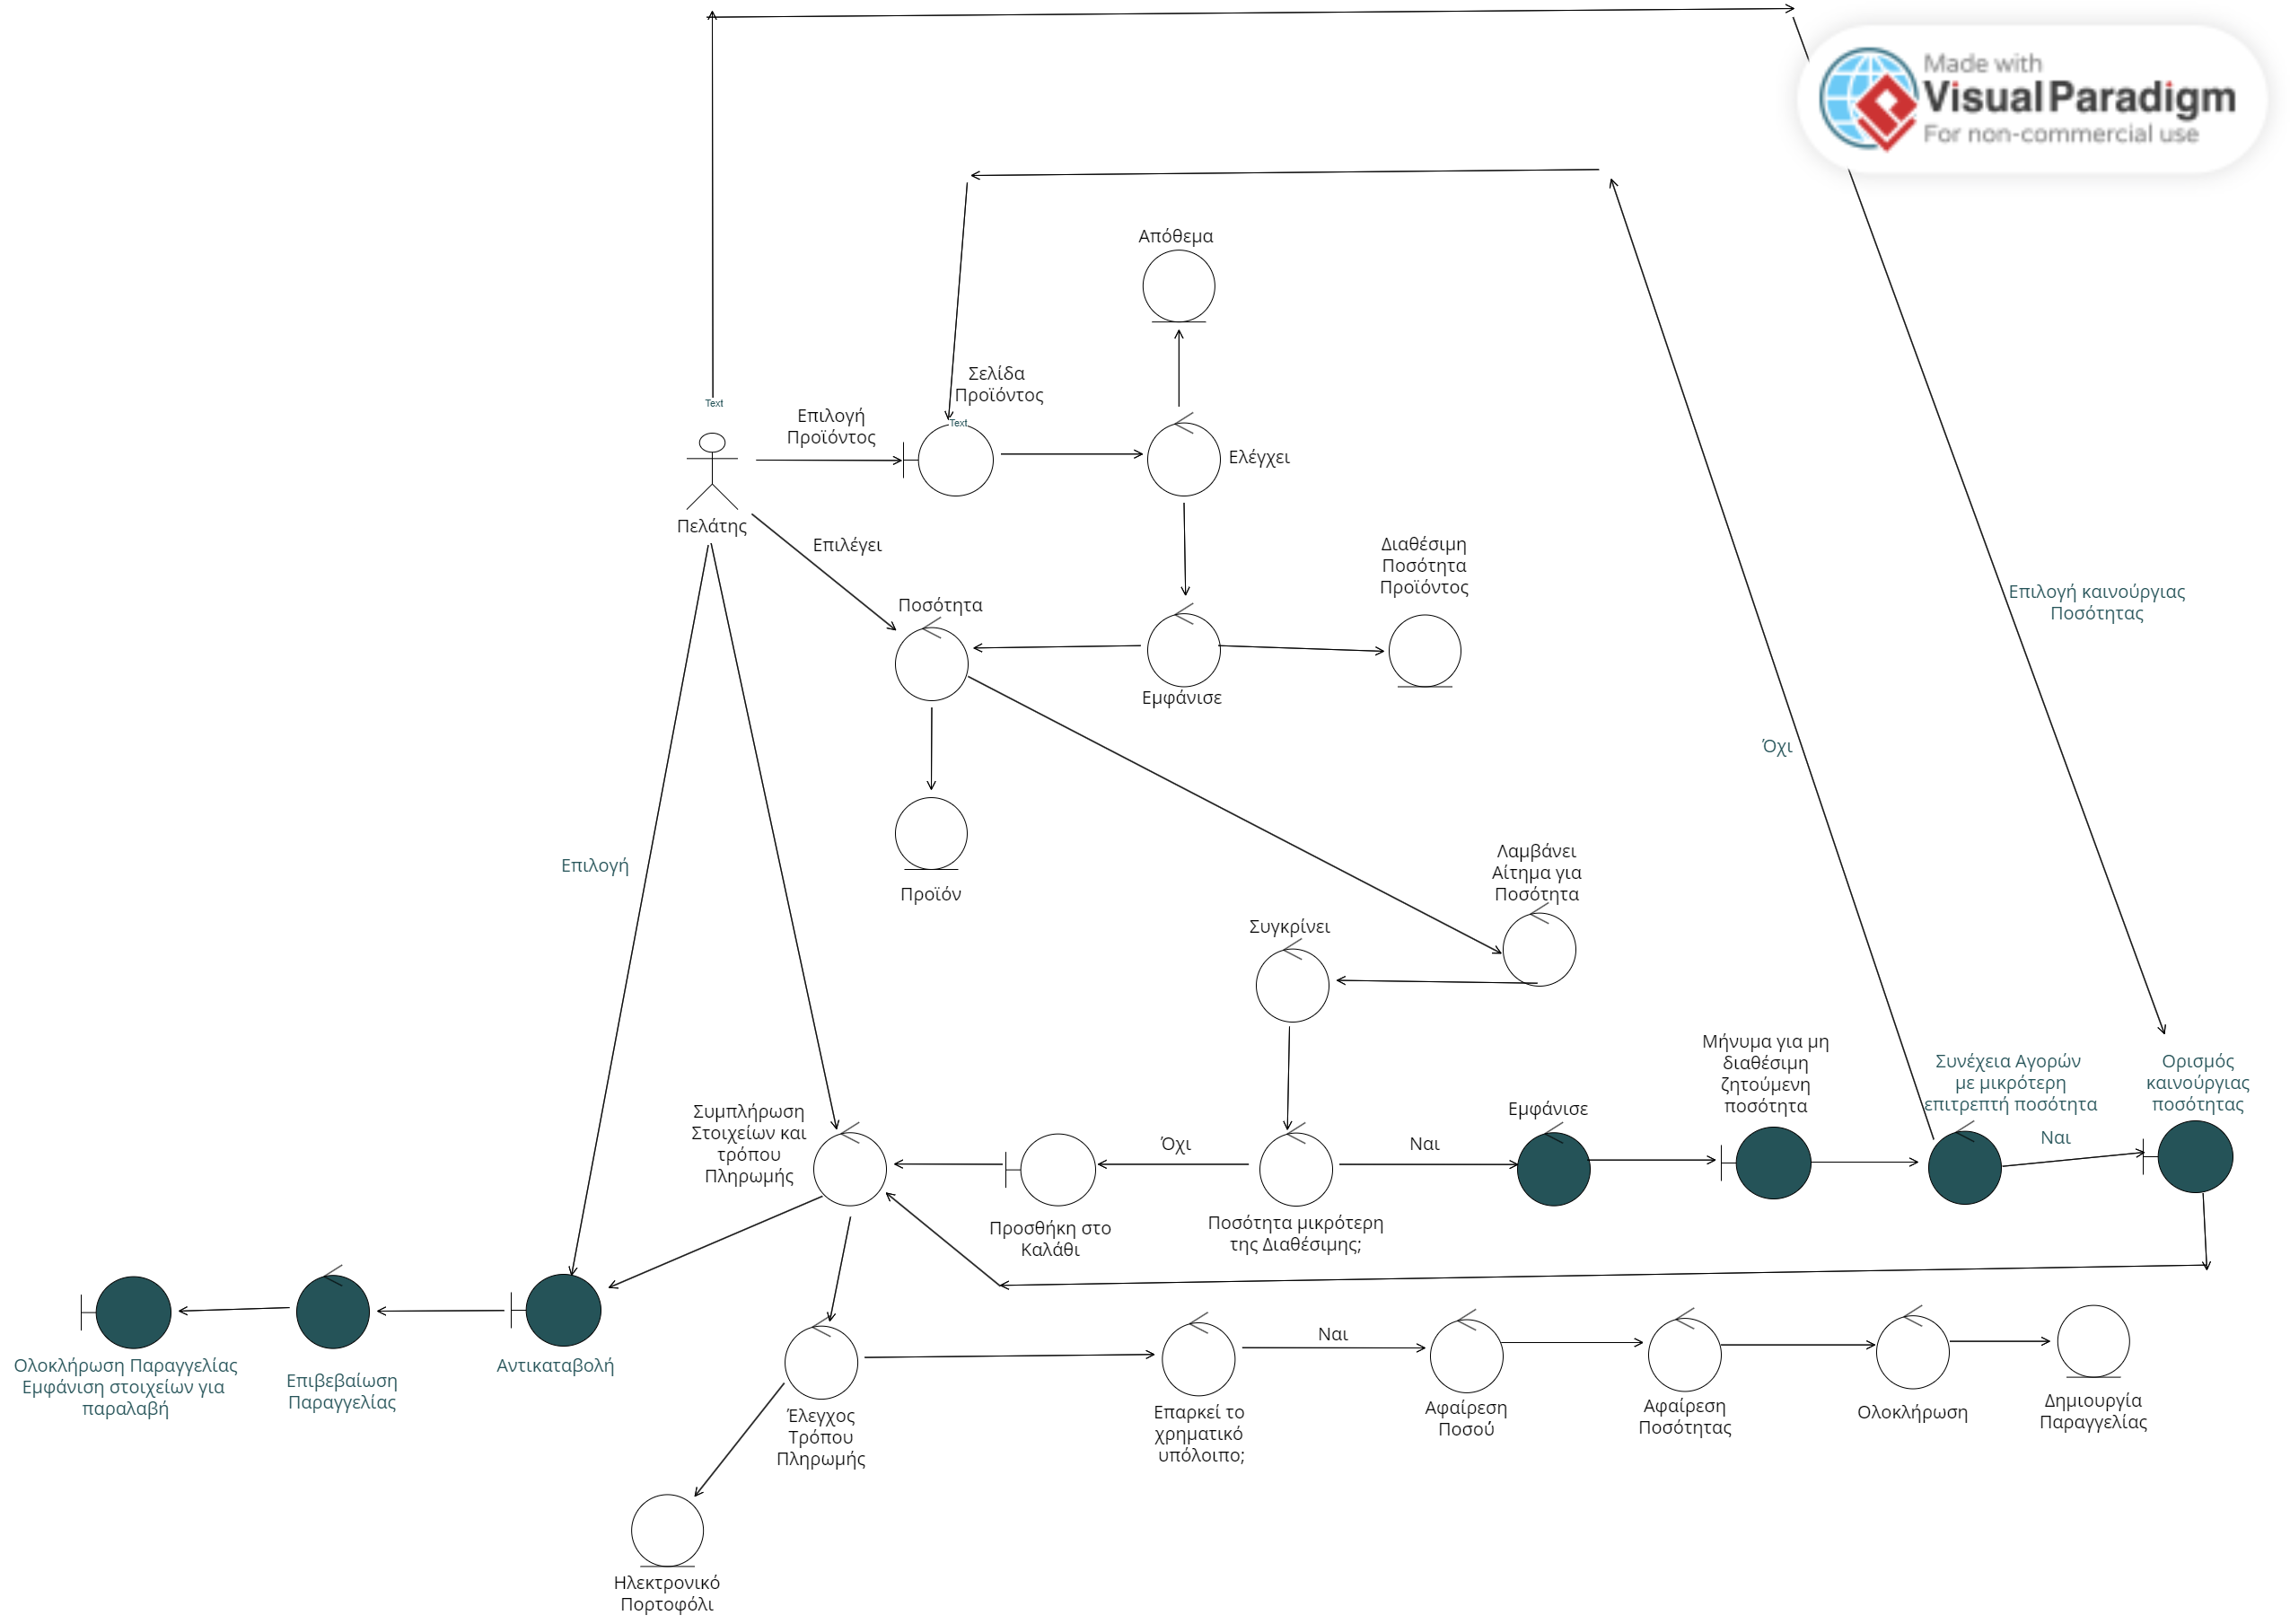 Made with
Visual Paradigm
For non-commercial use
Απόθεμα
Σελίδα
Προϊόντος
Text
Επιλογή
Προϊόντος
Text
Ελέγχει
Πελάτης
Επιλέγει
Διαθέσιμη
Ποσότητα
Προϊόντος
Επιλογή καινούργιας
Ποσότητας
Ποσότητα
Εμφάνισε
Όχι
Επιλογή
Προϊόν
Λαμβάνει
Αίτημα για
Ποσότητα
Συγκρίνει
Μήνυμα για μη
διαθέσιμη
ζητούμενη
ποσότητα
Συνέχεια Αγορών
με μικρότερη
επιτρεπτή ποσότητα
Ορισμός
καινούργιας
ποσότητας
Συμπλήρωση
Στοιχείων και
τρόπου
Πληρωμής
Εμφάνισε
Όχι
Ναι
Ναι
Προσθήκη στο
Καλάθι
Ποσότητα μικρότερη
της Διαθέσιμης;
Ολοκλήρωση Παραγγελίας
Εμφάνιση στοιχείων για
παραλαβή
Επιβεβαίωση
Παραγγελίας
Αντικαταβολή
Ναι
Έλεγχος
Τρόπου
Πληρωμής
Επαρκεί το
χρηματικό
υπόλοιπο;
Αφαίρεση
Ποσού
Αφαίρεση
Ποσότητας
Ολοκλήρωση
Δημιουργία
Παραγγελίας
Ηλεκτρονικό
Πορτοφόλι